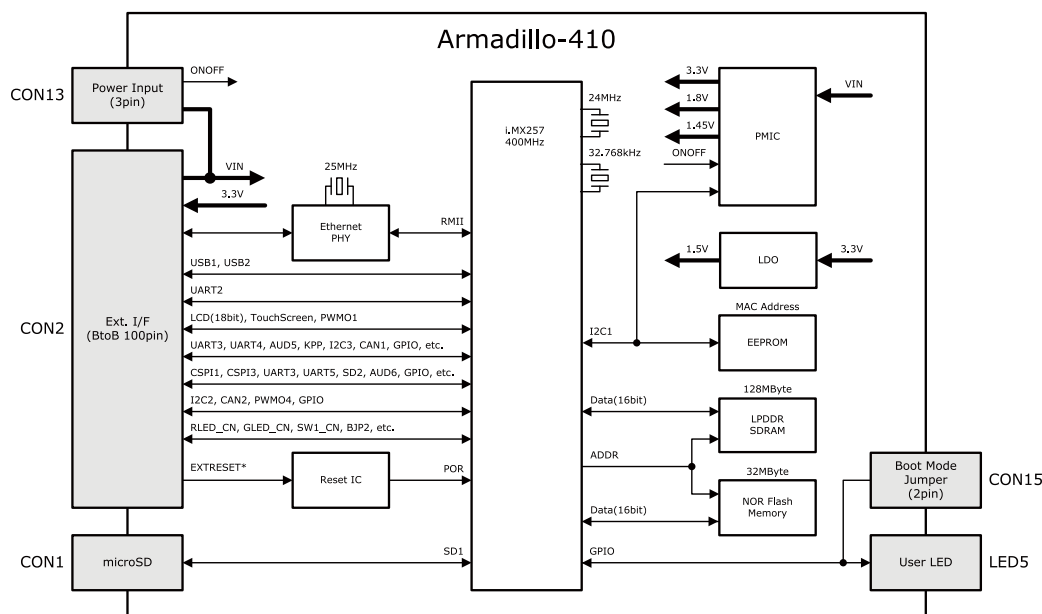 Armadillo-410
CON13
Power Input
(3pin)
ONOFF
VIN
3.3V
CON2
Ext. I/F
(BtoB 100pin)
25MHz
Ethernet
PHY
RMII
USB1, USB2
UART2
LCD(18bit), TouchScreen, PWMO1
UART3, UART4, AUD5, KPP, I2C3, CAN1, GPIO, etc.
CSPI1, CSPI3, UART3, UART5, SD2, AUD6, GPIO, etc.
I2C2, CAN2, PWMO4, GPIO
RLED_CN, GLED_CN, SW1_CN, BJP2, etc.
EXTRESET*
Reset IC
POR
CON1
microSD
SD1
i.MX257
400MHz
24MHz
32.768kHz
3.3V
1.8V
1.45V
ONOFF
PMIC
VIN
1.5V
LDO
3.3V
MAC Address
I2C1
EEPROM
128MByte
Data(16bit)
LPDDR
SDRAM
ADDR
32MByte
NOR Flash
Memory
Data(16bit)
GPIO
Boot Mode
Jumper
(2pin)
CON15
User LED
LED5